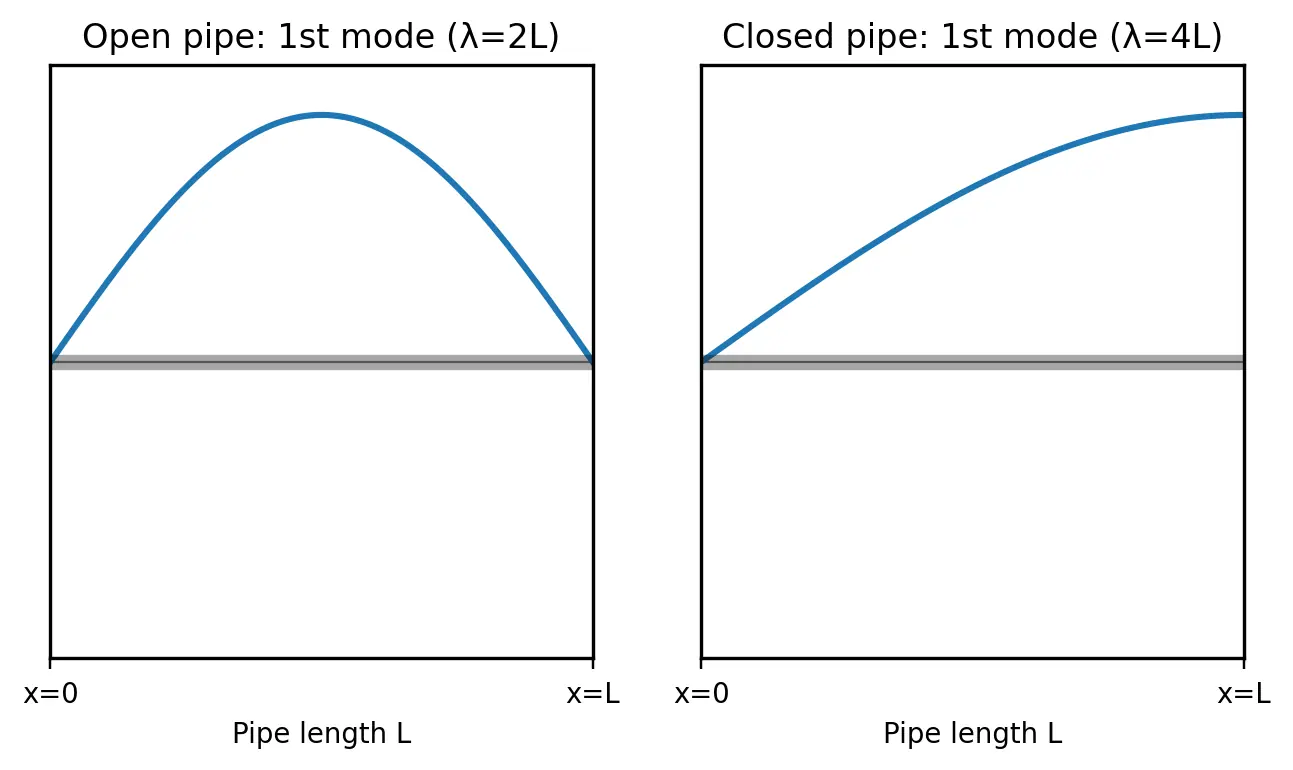 Open pipe: 1st mode (λ=2L)
x=0 x=L
Pipe length L
Closed pipe: 1st mode (λ=4L)
x=0 x=L
Pipe length L